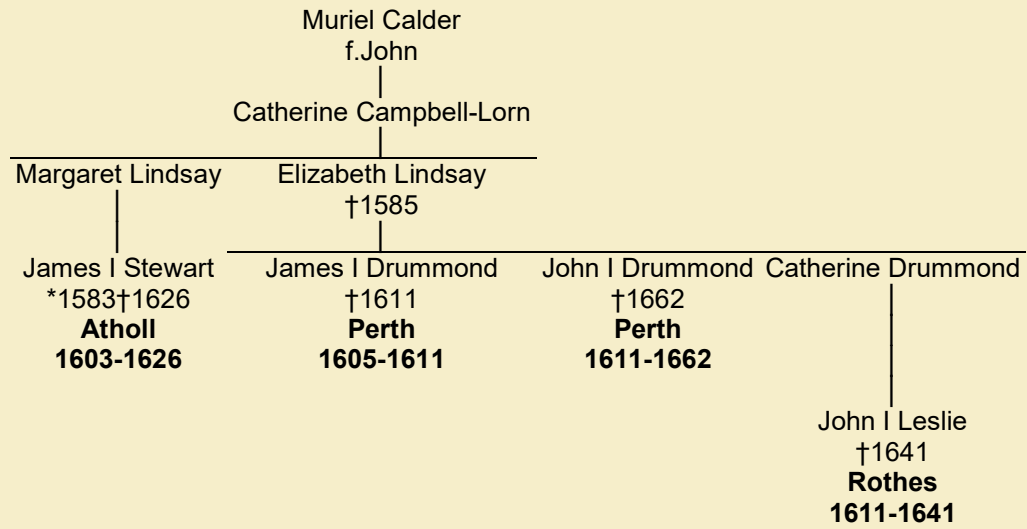 Muriel Calder
f.John
Catherine Campbell-Lorn
Margaret Lindsay Elizabeth Lindsay
†1585
James I Stewart James I Drummond John I Drummond Catherine Drummond
*1583†1626 †1611 †1662
Atholl Perth Perth
1603-1626 1605-1611 1611-1662
John I Leslie
†1641
Rothes
1611-1641